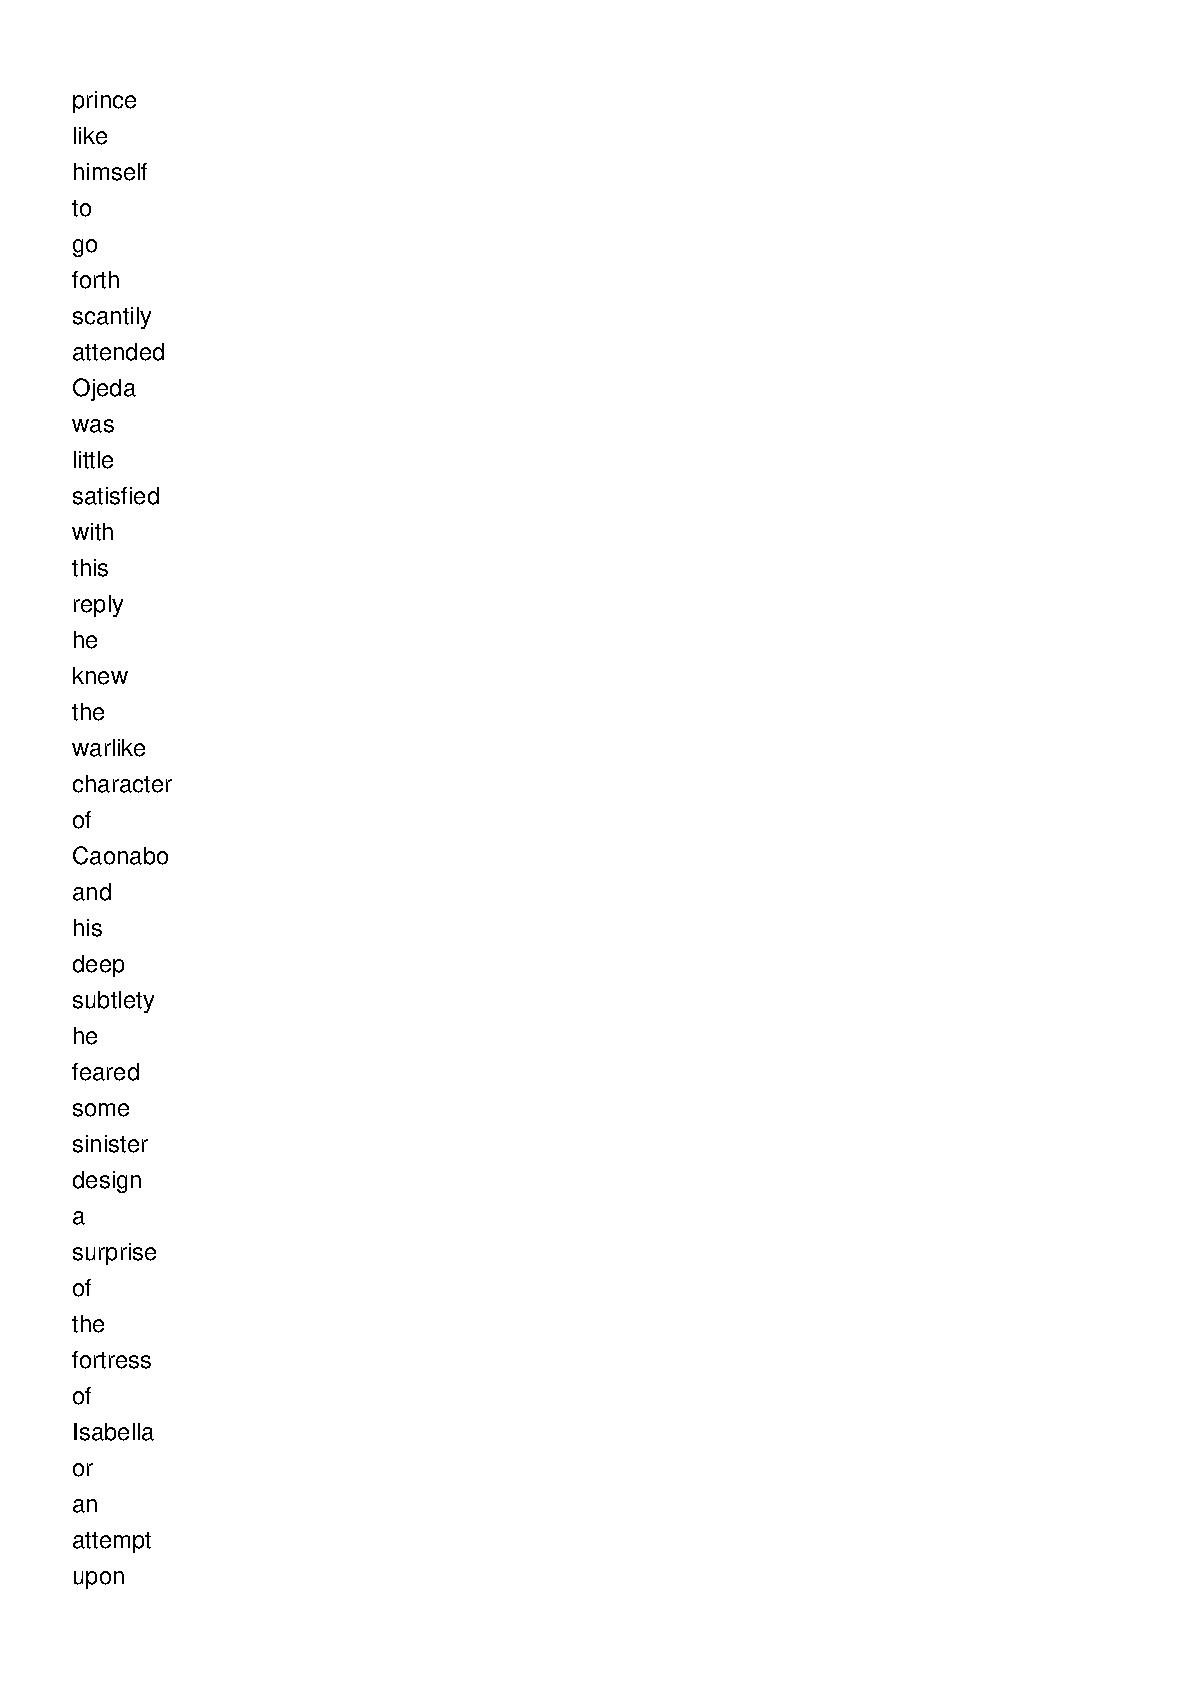 prince
like
himself
to
go
forth
scantily
attended
Ojeda
was
little
satisfied
with
this
reply
he
knew
the
warlike
character
of
Caonabo
and
his
deep
subtlety
he
feared
some
sinister
design
a
surprise
of
the
fortress
of
Isabella
or
an
attempt
upon